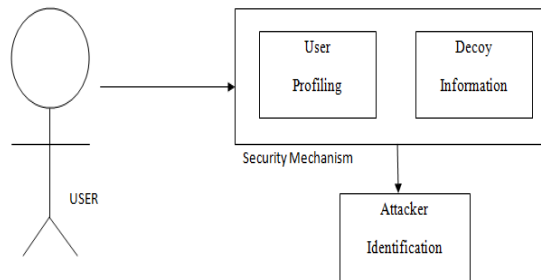 User
Profiling
Decoy
Information
Security Mechanism
USER
Attacker
Identification